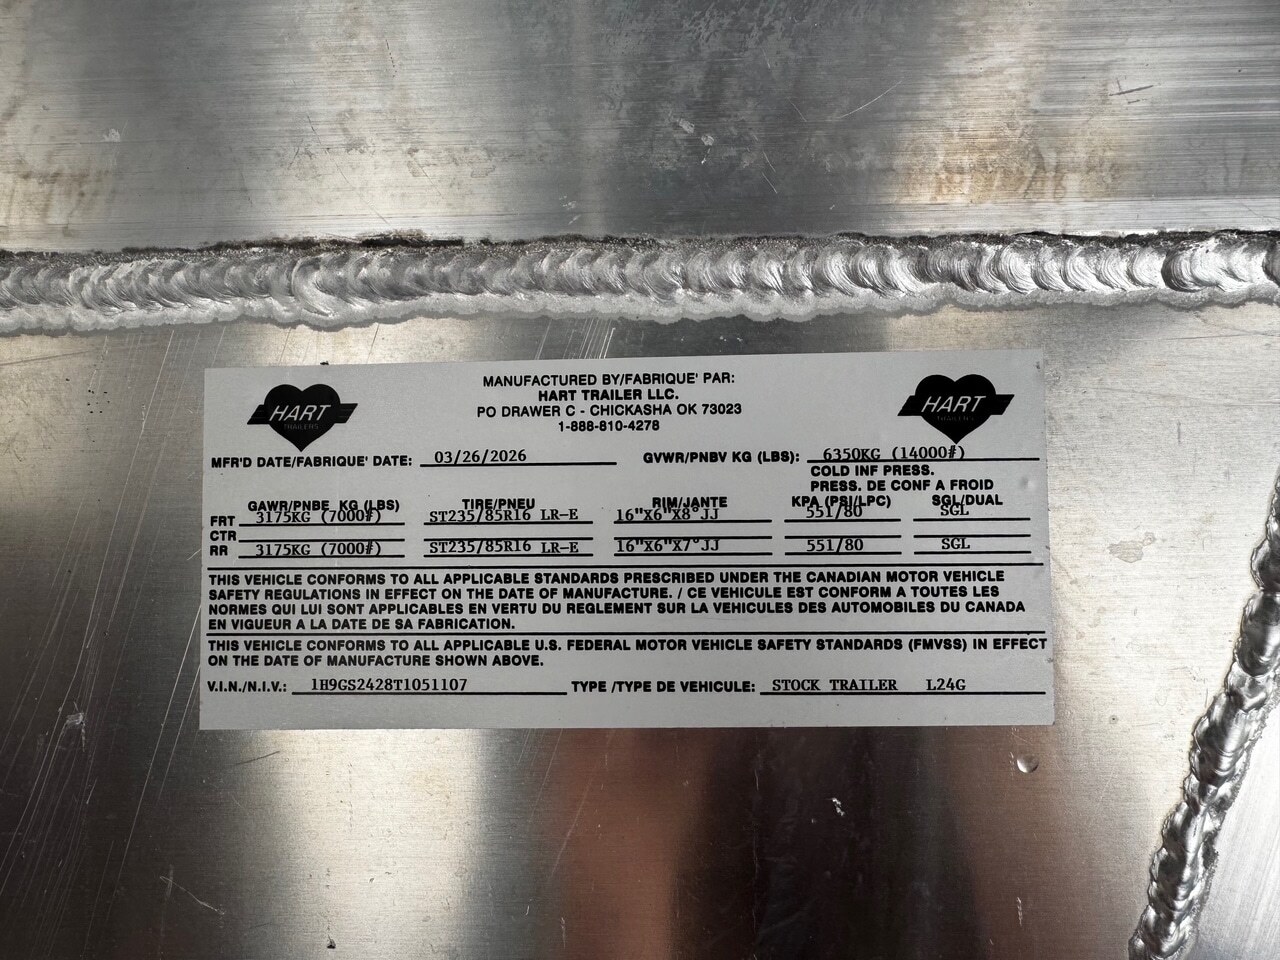 HART
TRAILERS
HART
TRAILERS
MANUFACTURED BY/FABRIQUE' PAR:
HART TRAILER LLC.
PO DRAWER C - CHICKASHA OK 73023
1-888-810-4278
MFR'D DATE/FABRIQUE' DATE: 03/26/2026 GVWR/PNBV KG (LBS): 6350KG (14000#)
COLD INF PRESS.
PRESS. DE CONF A FROID
GAWR/PNBE KG (LBS) TIRE/PNEU RIM/JANTE KPA (PSI/LPC) SGL/DUAL
FRT 3175KG (7000#) ST235/85R16 LR-E 16"X6"X8°JJ 551/80 SGL
CTR
RR 3175KG (7000#) ST235/85R16 LR-E 16"X6"X7°JJ 551/80 SGL
THIS VEHICLE CONFORMS TO ALL APPLICABLE STANDARDS PRESCRIBED UNDER THE CANADIAN MOTOR VEHICLE
SAFETY REGULATIONS IN EFFECT ON THE DATE OF MANUFACTURE. / CE VEHICULE EST CONFORM A TOUTES LES
NORMES QUI LUI SONT APPLICABLES EN VERTU DU REGLEMENT SUR LA VEHICULES DES AUTOMOBILES DU CANADA
EN VIGUEUR A LA DATE DE SA FABRICATION.
THIS VEHICLE CONFORMS TO ALL APPLICABLE U.S. FEDERAL MOTOR VEHICLE SAFETY STANDARDS (FMVSS) IN EFFECT
ON THE DATE OF MANUFACTURE SHOWN ABOVE.
V.I.N./N.I.V.: 1H9GS2428T1051107 TYPE /TYPE DE VEHICULE: STOCK TRAILER L24G